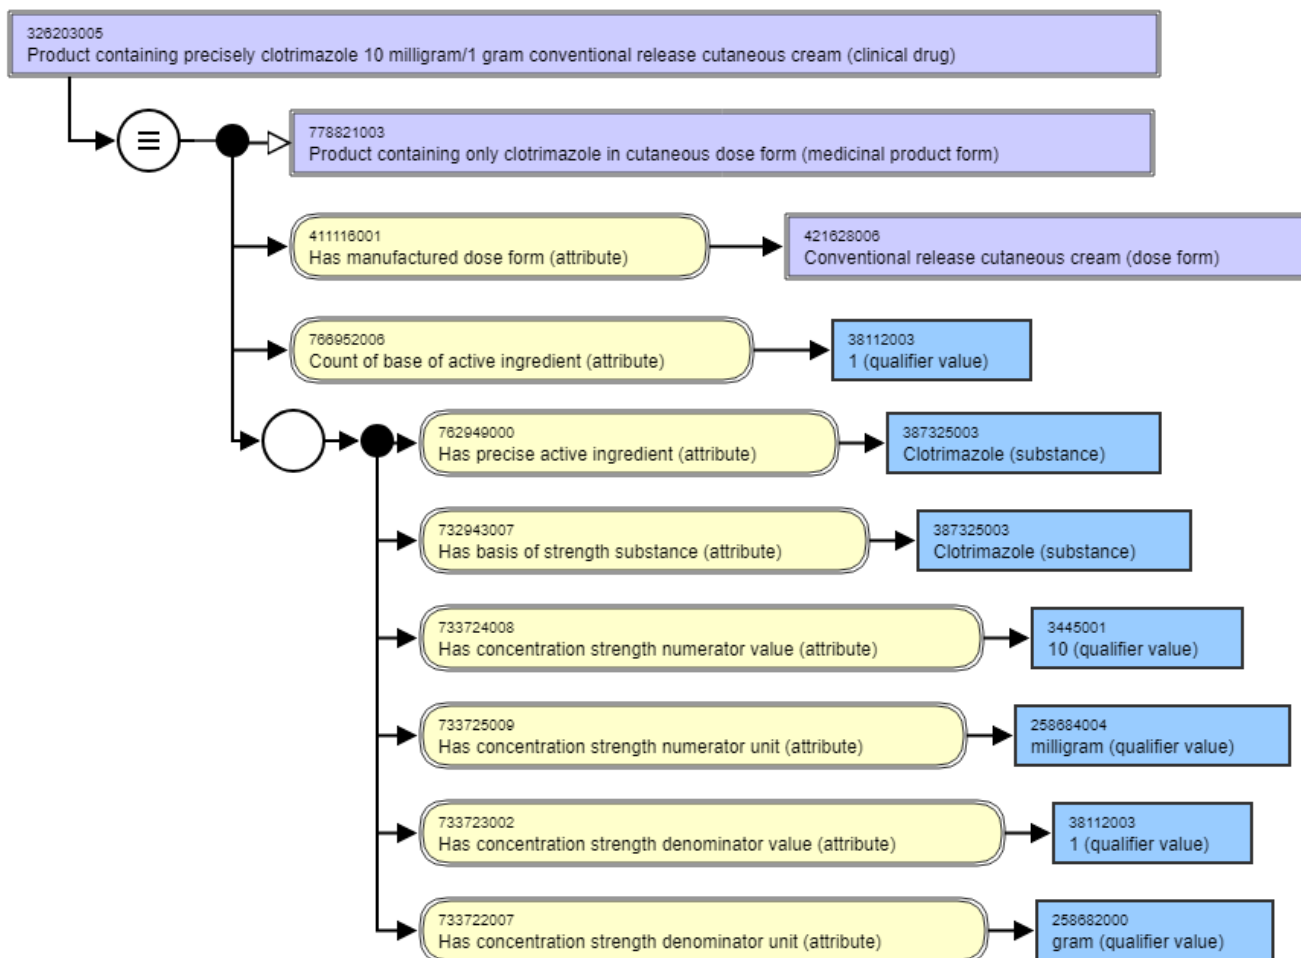 326203005
Product containing precisely clotrimazole 10 milligram/1 gram conventional release cutaneous cream (clinical drug)
778821003
Product containing only clotrimazole in cutaneous dose form (medicinal product form)
411116001
Has manufactured dose form (attribute)
421628006
Conventional release cutaneous cream (dose form)
766952006
Count of base of active ingredient (attribute)
38112003
1 (qualifier value)
762949000
Has precise active ingredient (attribute)
387325003
Clotrimazole (substance)
732943007
Has basis of strength substance (attribute)
387325003
Clotrimazole (substance)
733724008
Has concentration strength numerator value (attribute)
3445001
10 (qualifier value)
733725009
Has concentration strength numerator unit (attribute)
258684004
milligram (qualifier value)
733723002
Has concentration strength denominator value (attribute)
38112003
1 (qualifier value)
733722007
Has concentration strength denominator unit (attribute)
258682000
gram (qualifier value)